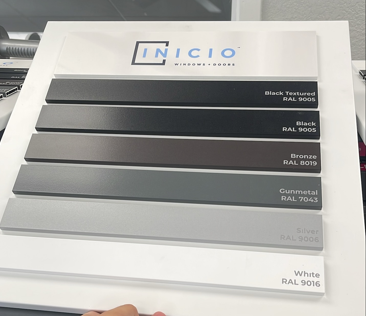 INICIO
WINDOWS + DOORS
Black Textured
RAL 9005
Black
RAL 9005
Bronze
RAL 8019
Gunmetal
RAL 7043
Silver
RAL 9006
White
RAL 9016